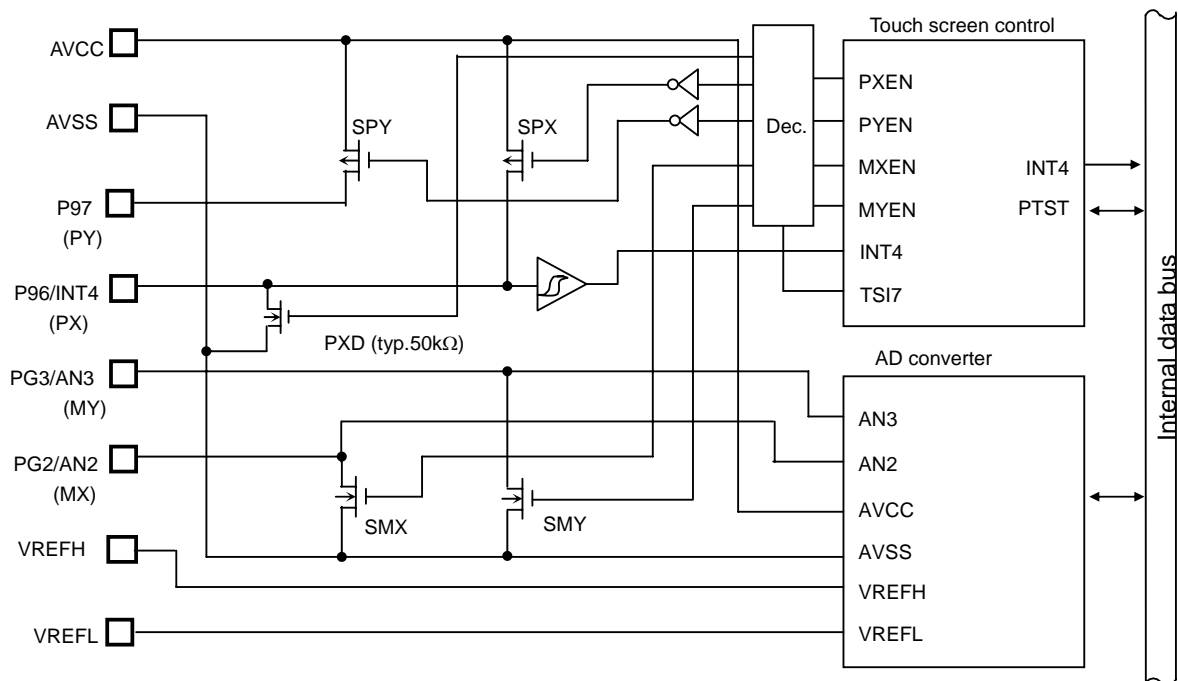 Touch screen control
AVCC
PXEN
AVSS
SPY
SPX
Dec.
PYEN
MXEN
INT4
P97
(PY)
MYEN
PTST
P96/INT4
(PX)
INT4
TSI7
PXD (typ.50kΩ)
AD converter
PG3/AN3
(MY)
AN3
PG2/AN2
(MX)
AN2
SMX
SMY
AVCC
VREFH
AVSS
VREFH
VREFL
VREFL
Internal data bus